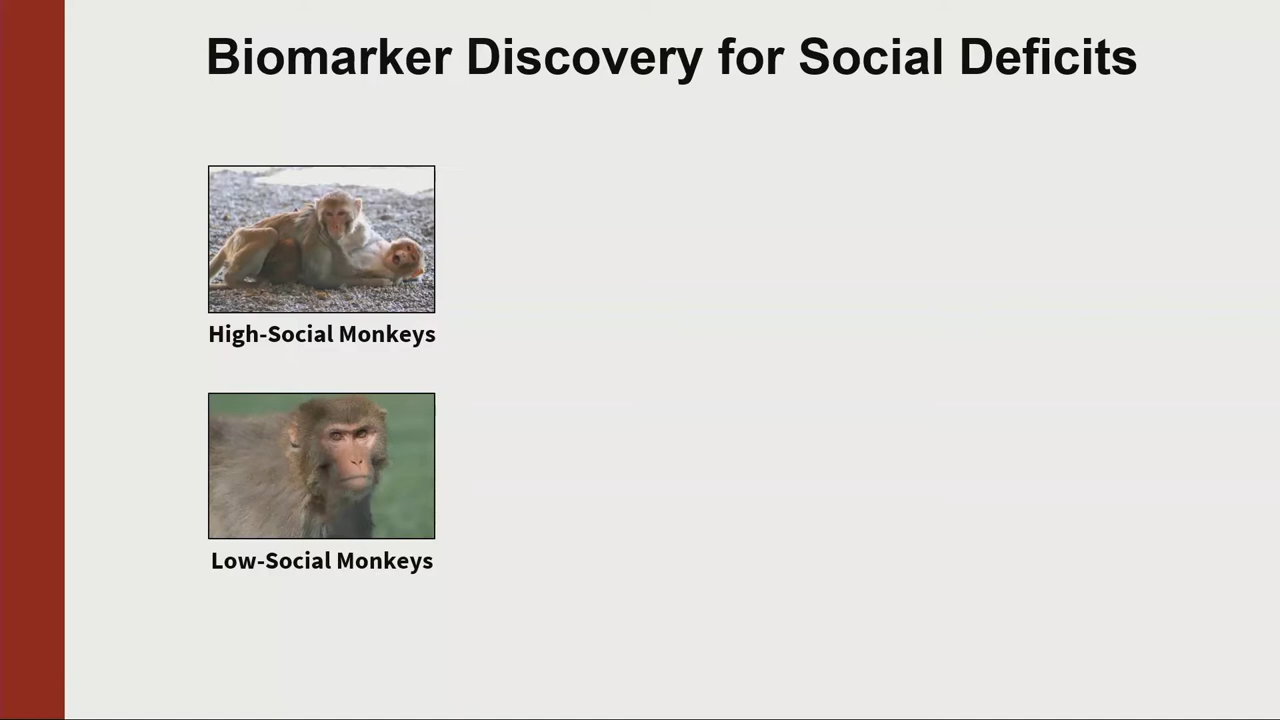 Biomarker Discovery for Social Deficits
High-Social Monkeys
Low-Social Monkeys